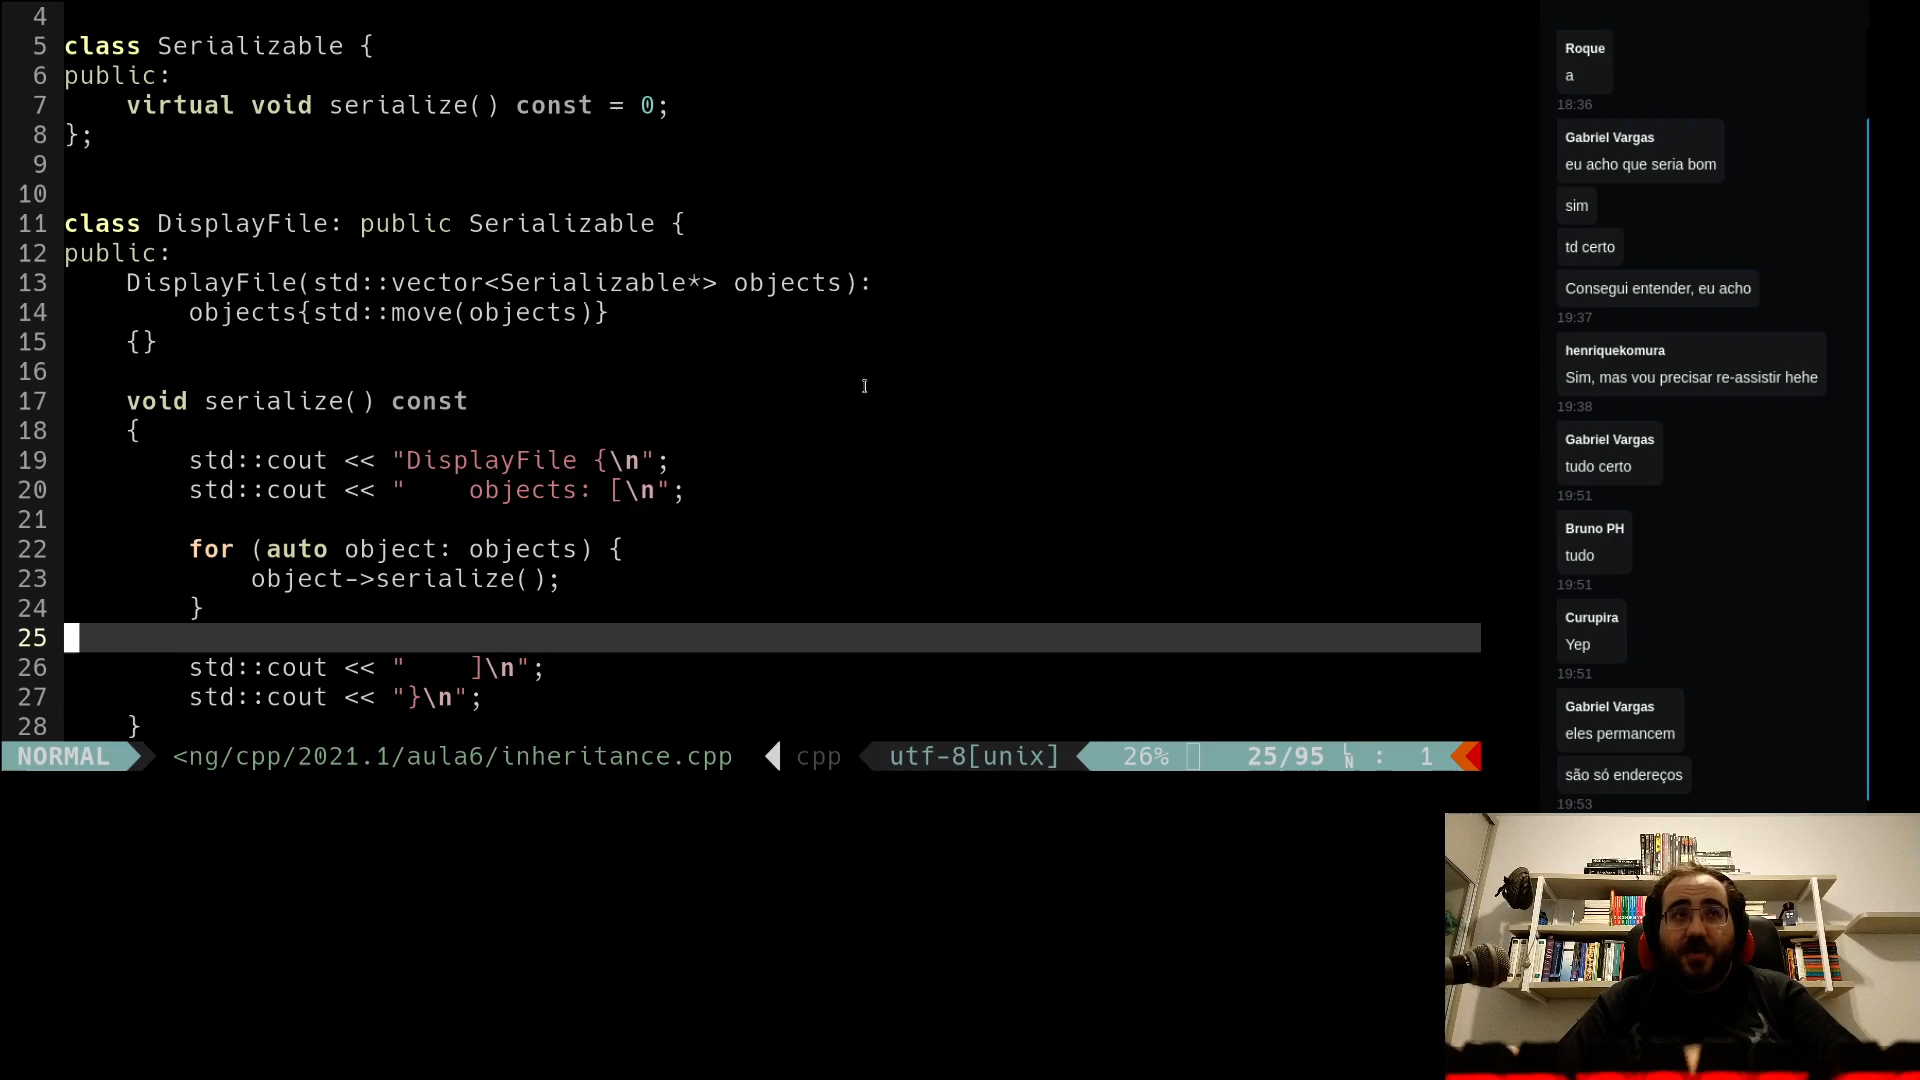 4
5 class Serializable {
6 public:
7     virtual void serialize() const = 0;
8 };
9
10
11 class DisplayFile: public Serializable {
12 public:
13     DisplayFile(std::vector<Serializable*> objects):
14         objects{std::move(objects)}
15     {}
16
17     void serialize() const
18     {
19         std::cout << "DisplayFile {\n";
20         std::cout << "    objects: [\n";
21
22         for (auto object: objects) {
23             object->serialize();
24         }
25
26         std::cout << "    ]\n";
27         std::cout << "}\n";
28     }
NORMAL <ng/cpp/2021.1/aula6/inheritance.cpp cpp utf-8[unix] 26% 25/95 LN : 1
Roque
a
18:36
Gabriel Vargas
eu acho que seria bom
sim
td certo
Consegui entender, eu acho
19:37
henriquekomura
Sim, mas vou precisar re-assistir hehe
19:38
Gabriel Vargas
tudo certo
19:51
Bruno PH
tudo
19:51
Curupira
Yep
19:51
Gabriel Vargas
eles permancem
são só endereços
19:53